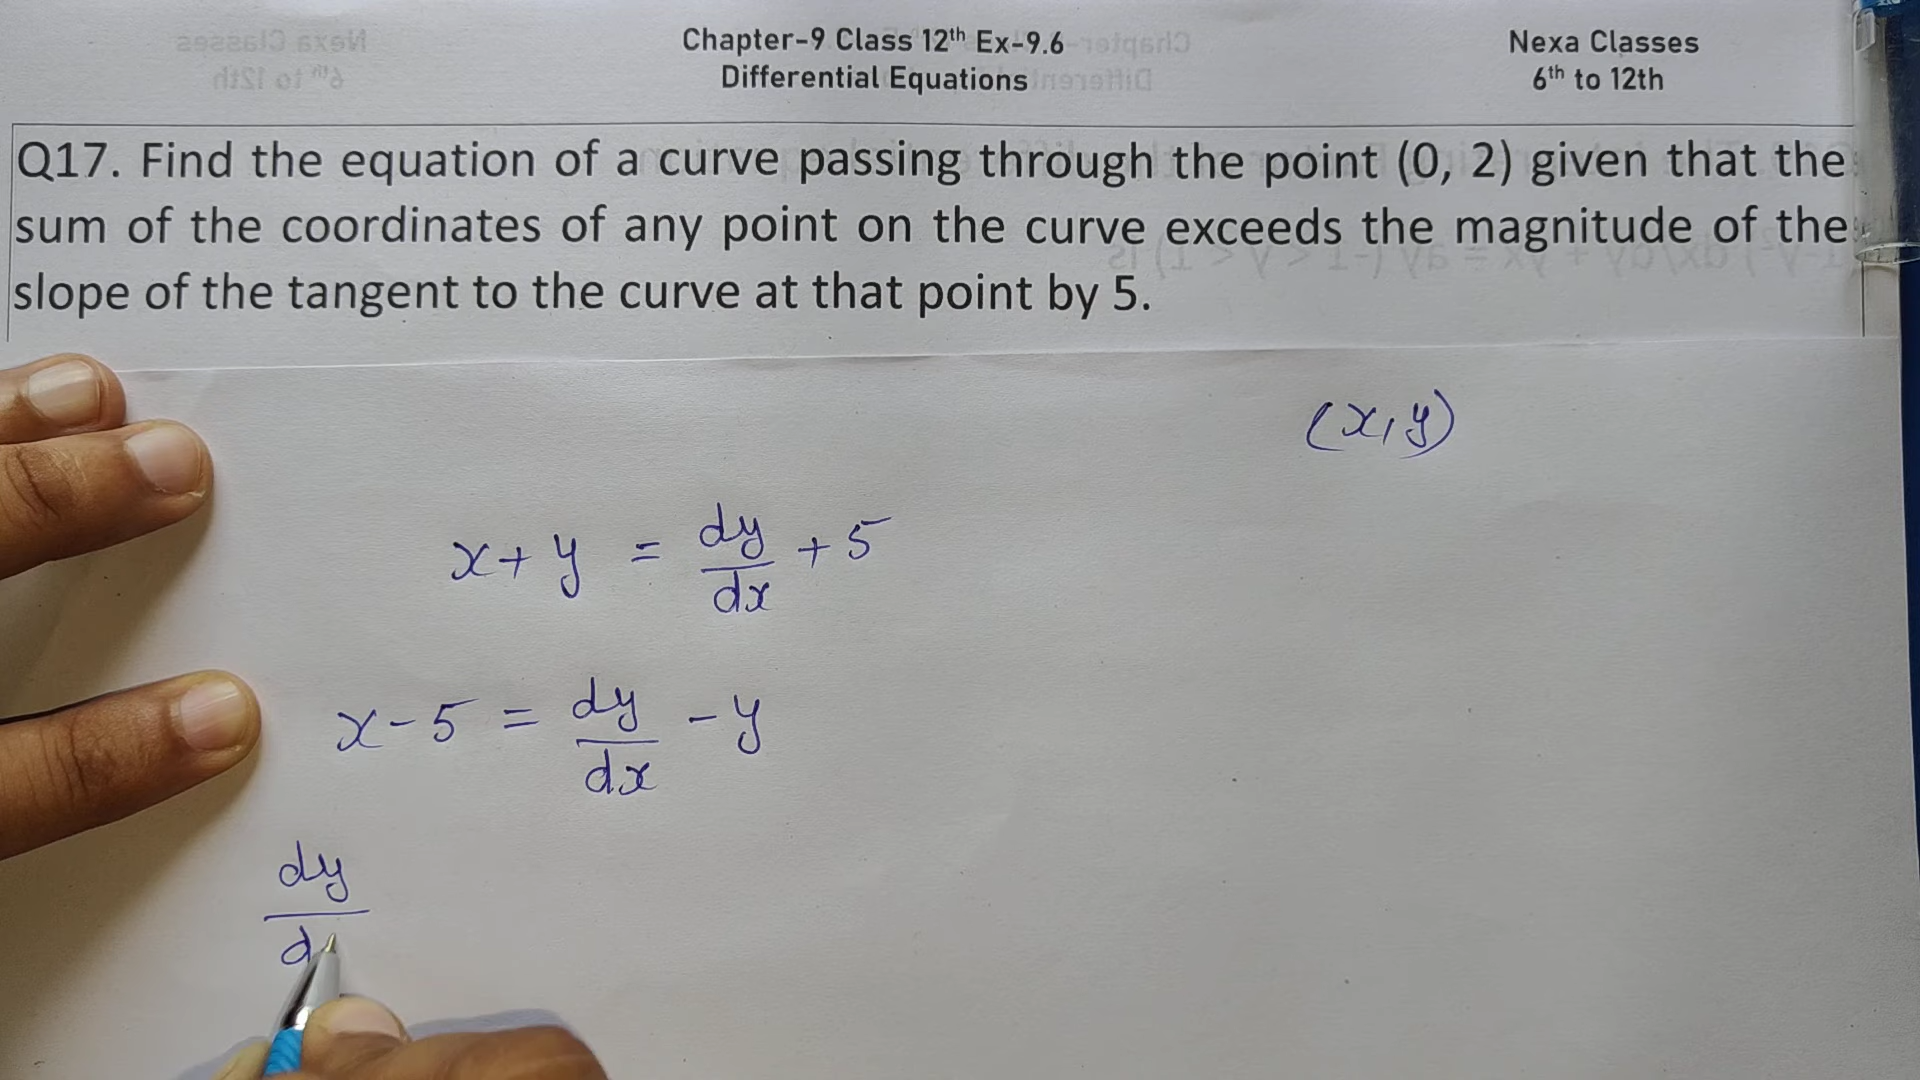 Chapter-9 Class 12th Ex-9.6
Differential Equations
Nexa Classes
6th to 12th
Q17. Find the equation of a curve passing through the point (0, 2) given that the
sum of the coordinates of any point on the curve exceeds the magnitude of the
slope of the tangent to the curve at that point by 5.
(x, y)
x + y = dy/dx + 5
x - 5 = dy/dx - y
dy/d